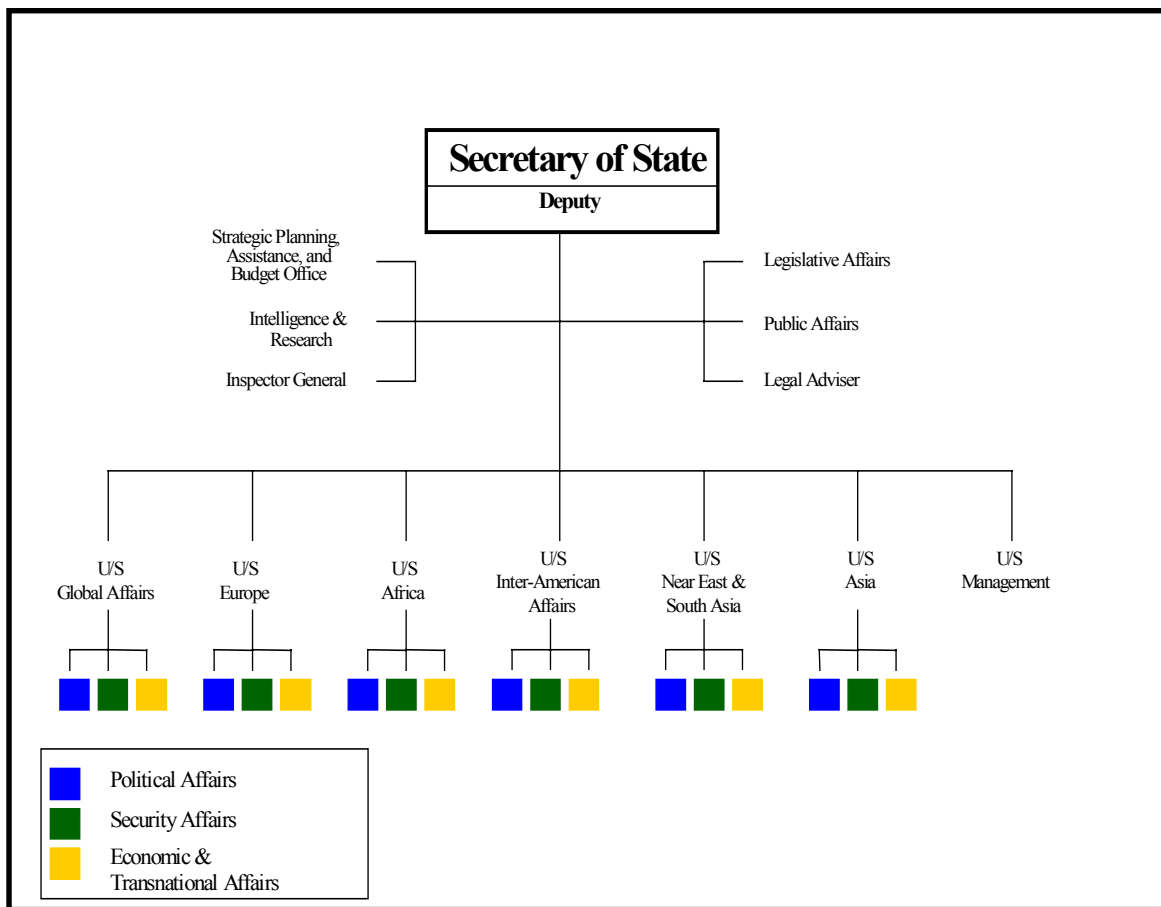 Secretary of State
Deputy
Strategic Planning,
Assistance, and
Budget Office
Legislative Affairs
Intelligence &
Research
Public Affairs
Inspector General
Legal Adviser
U/S
Global Affairs
U/S
Europe
U/S
Africa
U/S
Inter-American
Affairs
U/S
Near East &
South Asia
U/S
Asia
U/S
Management
Political Affairs
Security Affairs
Economic &
Transnational Affairs